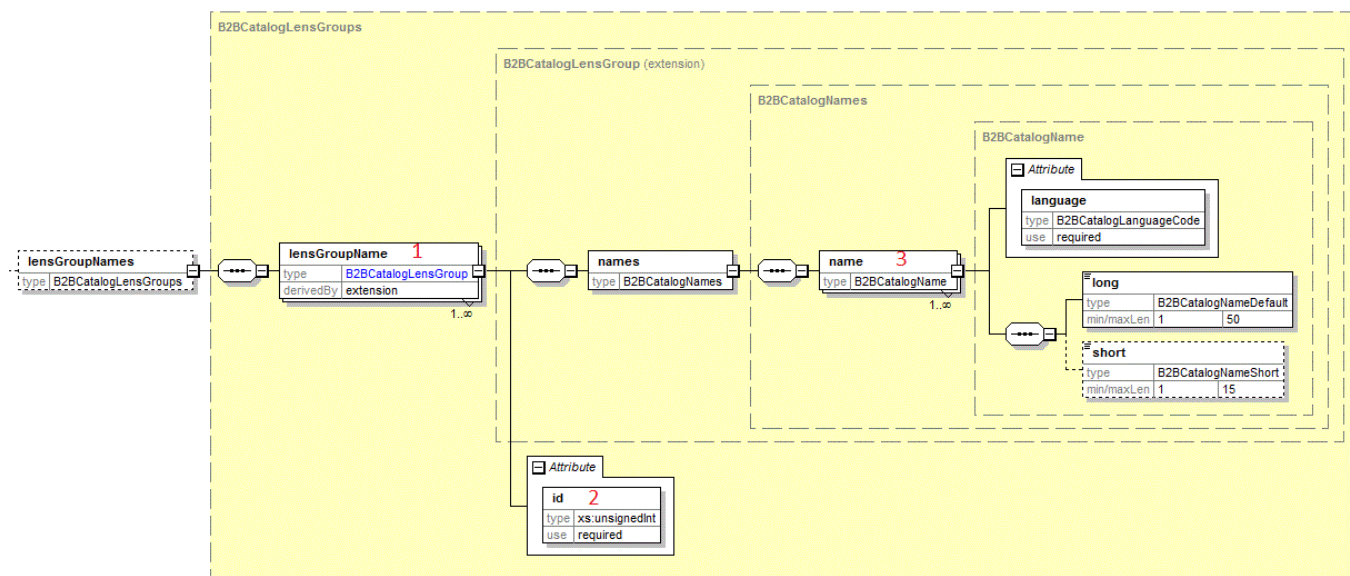 B2BCatalogLensGroups
B2BCatalogLensGroup (extension)
B2BCatalogNames
B2BCatalogName
Attribute
language
type B2BCatalogLanguageCode
use required
lensGroupNames
type B2BCatalogLensGroups
lensGroupName 1
type B2BCatalogLensGroup
derivedBy extension
1..∞
names
type B2BCatalogNames
name 3
type B2BCatalogName
1..∞
long
type B2BCatalogNameDefault
min/maxLen 1 50
short
type B2BCatalogNameShort
min/maxLen 1 15
Attribute
id 2
type xs:unsignedInt
use required